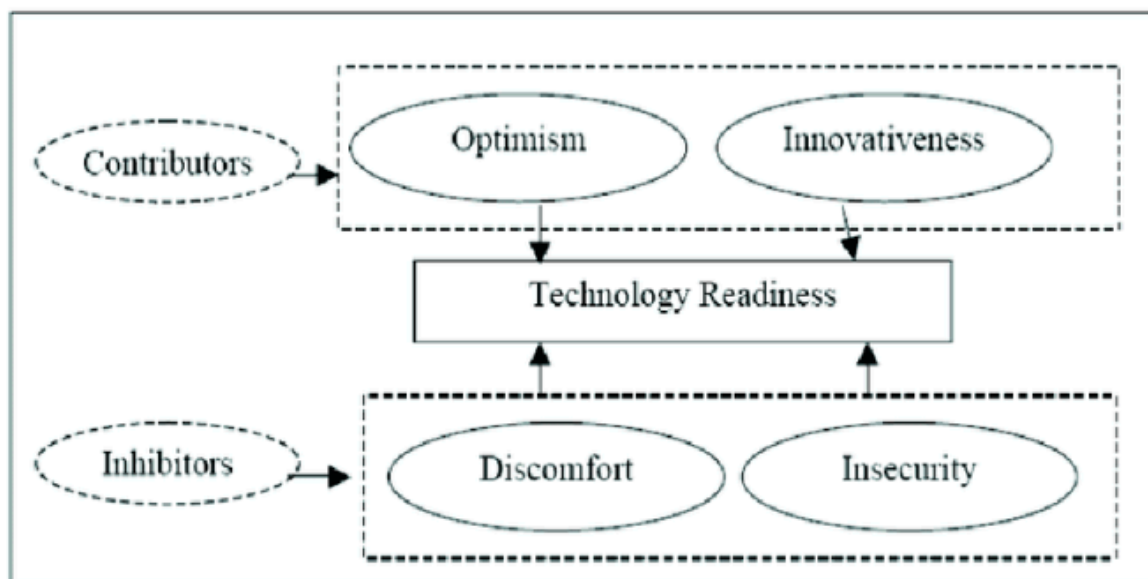 Optimism
Innovativeness
Contributors
Technology Readiness
Inhibitors
Discomfort
Insecurity